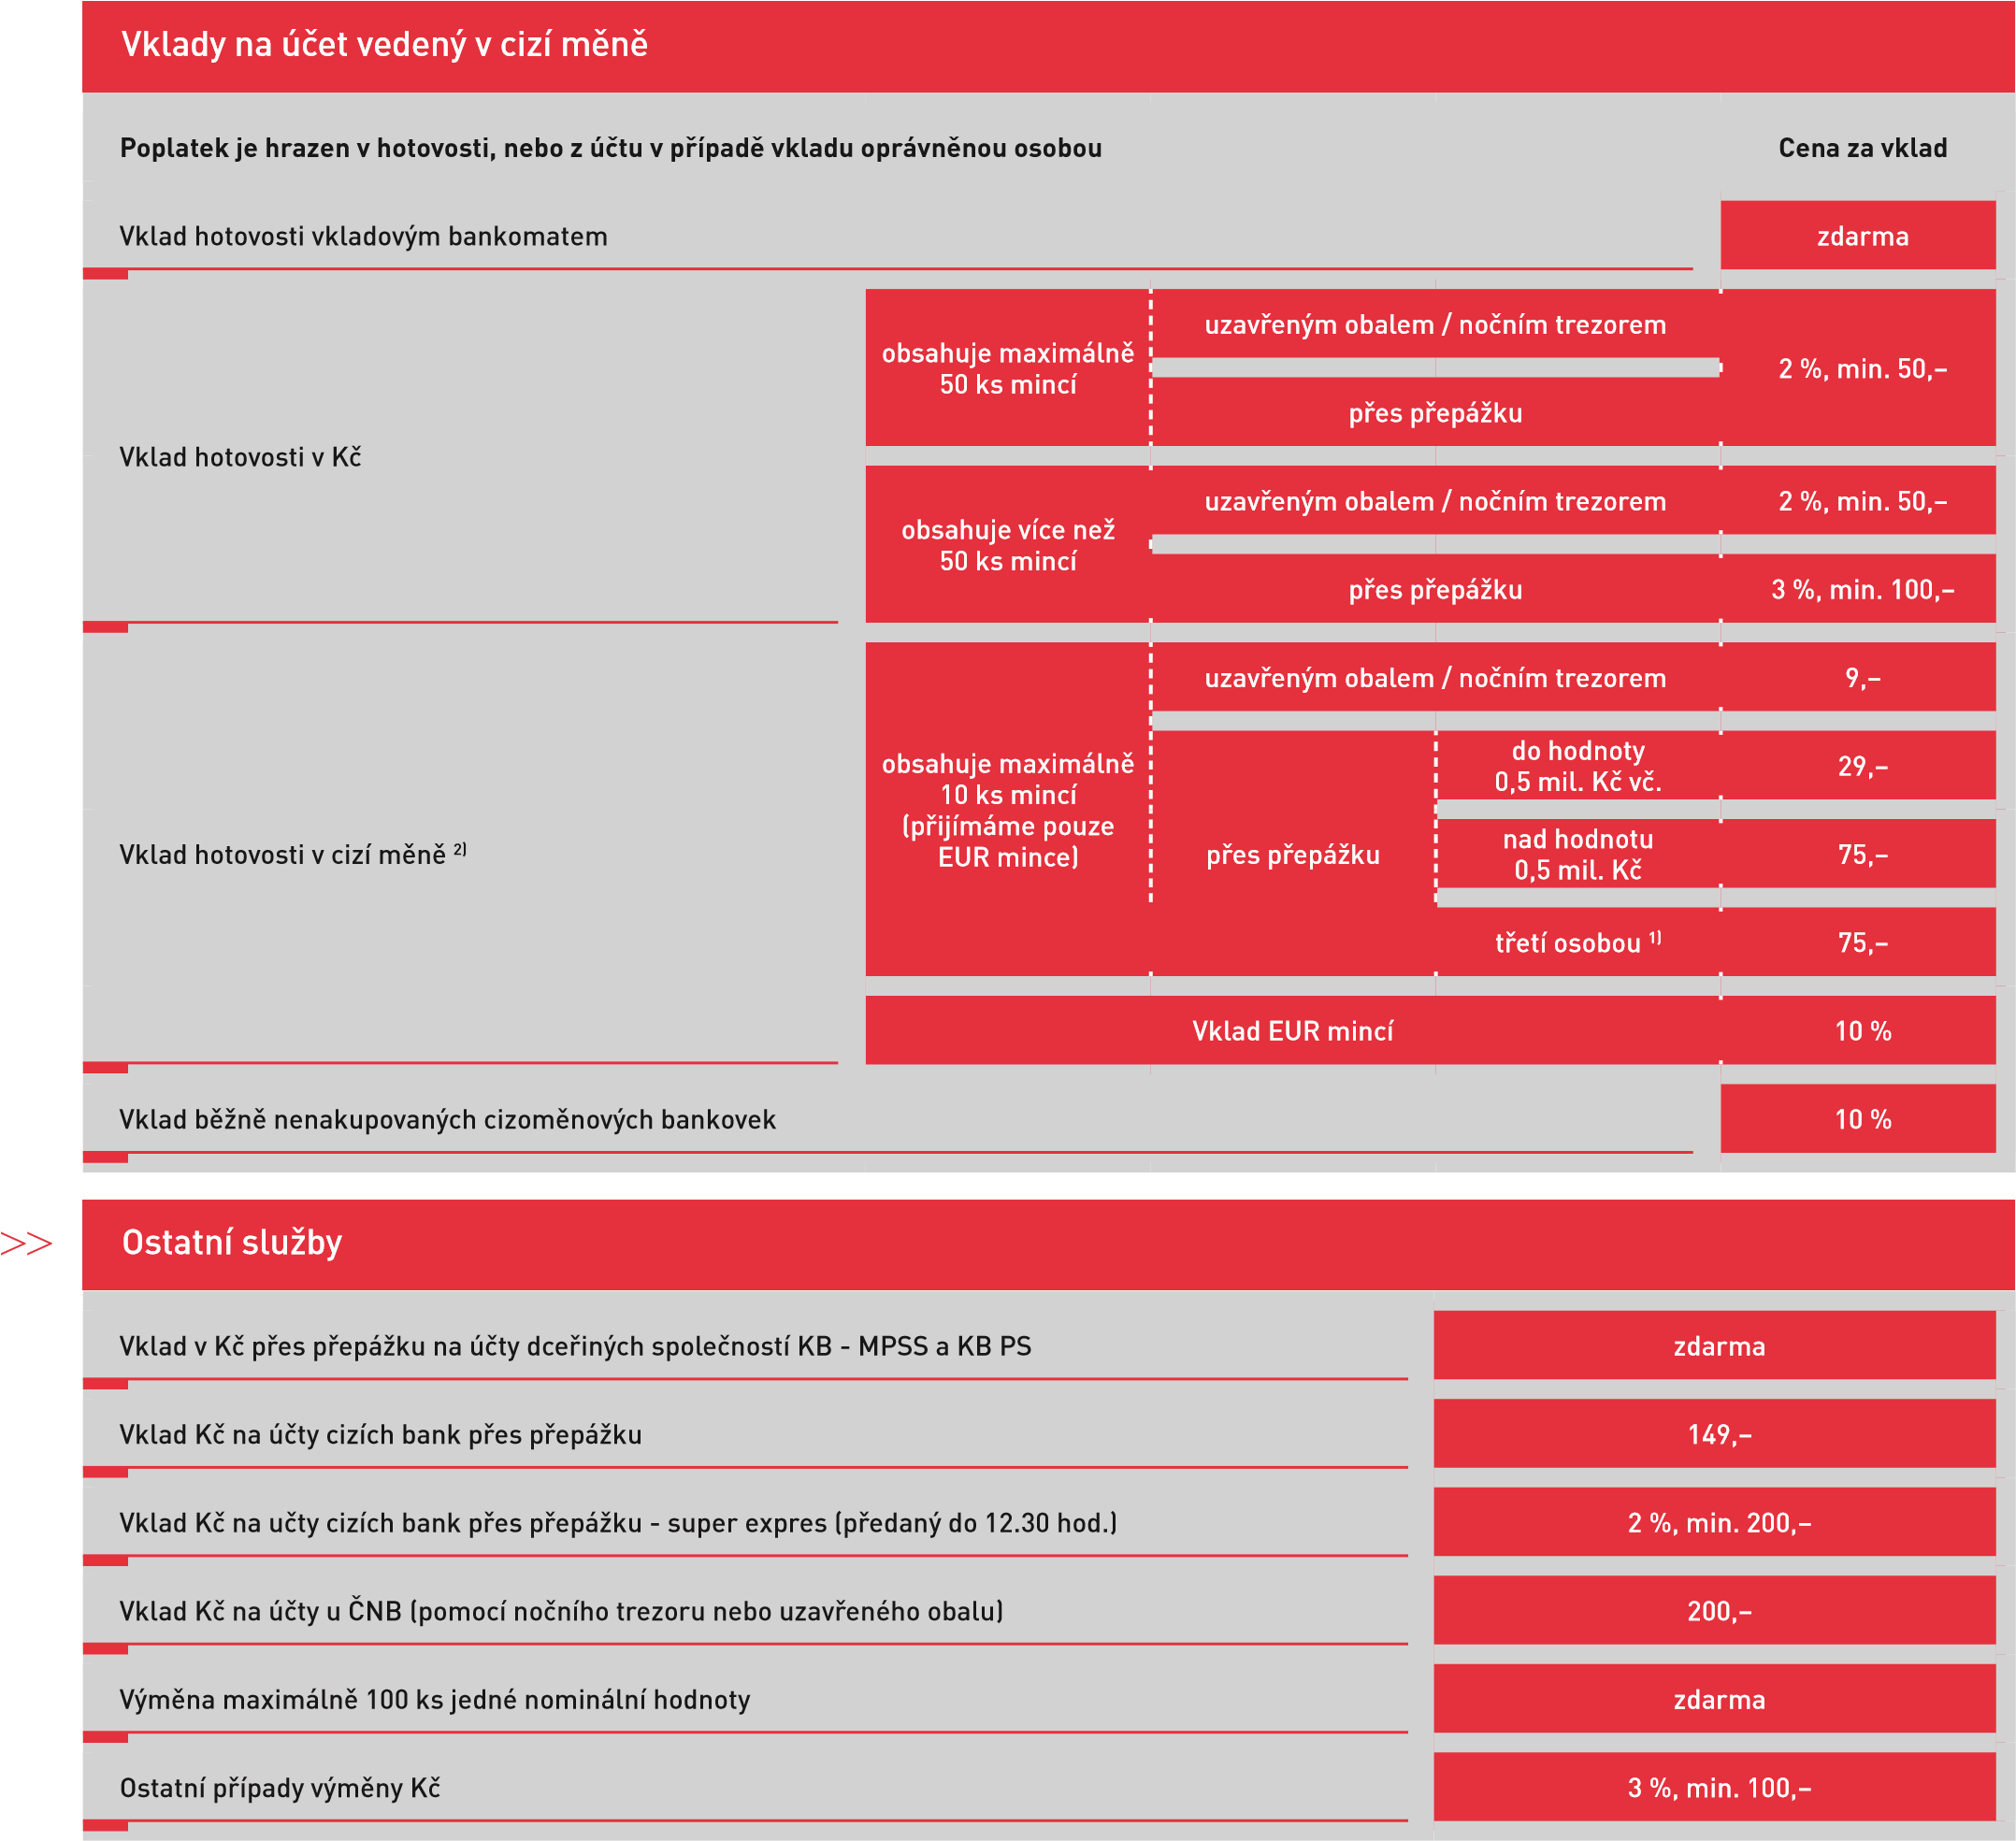 Vklady na účet vedený v cizí měně
Poplatek je hrazen v hotovosti, nebo z účtu v případě vkladu oprávněnou osobou
Cena za vklad
Vklad hotovosti vkladovým bankomatem
zdarma
Vklad hotovosti v Kč
obsahuje maximálně
50 ks mincí
uzavřeným obalem / nočním trezorem
přes přepážku
2 %, min. 50,–
obsahuje více než
50 ks mincí
uzavřeným obalem / nočním trezorem
2 %, min. 50,–
přes přepážku
3 %, min. 100,–
Vklad hotovosti v cizí měně 2)
obsahuje maximálně
10 ks mincí
(přijímáme pouze
EUR mince)
uzavřeným obalem / nočním trezorem
9,–
přes přepážku
do hodnoty
0,5 mil. Kč vč.
29,–
nad hodnotu
0,5 mil. Kč
75,–
třetí osobou 1)
75,–
Vklad EUR mincí
10 %
Vklad běžně nenakupovaných cizoměnových bankovek
10 %
>> Ostatní služby
Vklad v Kč přes přepážku na účty dceřiných společností KB - MPSS a KB PS
zdarma
Vklad Kč na účty cizích bank přes přepážku
149,–
Vklad Kč na učty cizích bank přes přepážku - super expres (předaný do 12.30 hod.)
2 %, min. 200,–
Vklad Kč na účty u ČNB (pomocí nočního trezoru nebo uzavřeného obalu)
200,–
Výměna maximálně 100 ks jedné nominální hodnoty
zdarma
Ostatní případy výměny Kč
3 %, min. 100,–